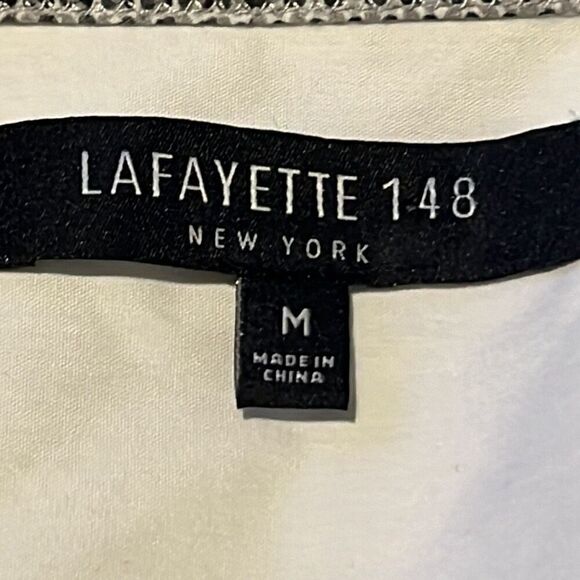 LAFAYETTE 148
NEW YORK
M
MADE IN
CHINA